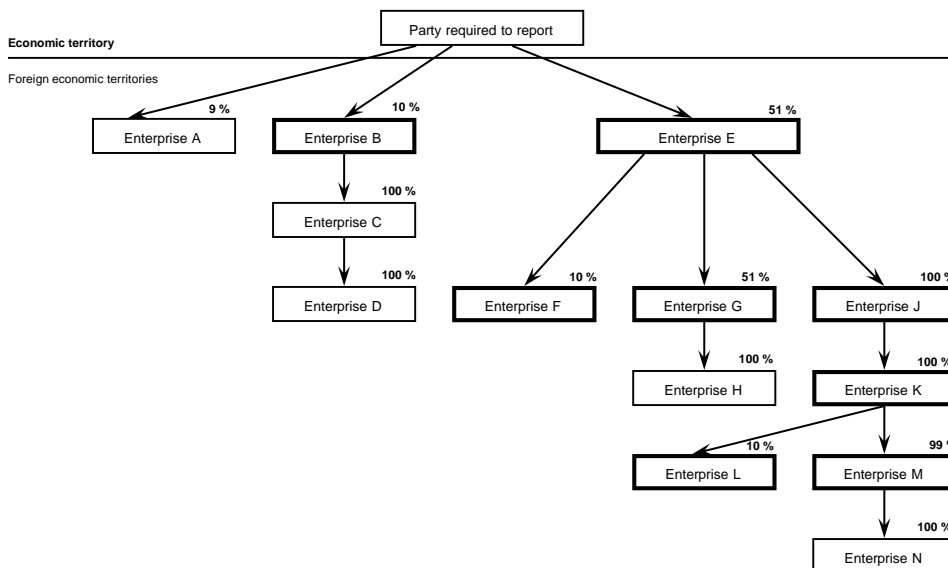 Party required to report
Economic territory
Foreign economic territories
9 % 10 % 51 %
Enterprise A Enterprise B Enterprise E
100 %
Enterprise C
100 % 10 % 51 % 100 %
Enterprise D Enterprise F Enterprise G Enterprise J
100 % 100 %
Enterprise H Enterprise K
10 % 99 %
Enterprise L Enterprise M
100 %
Enterprise N